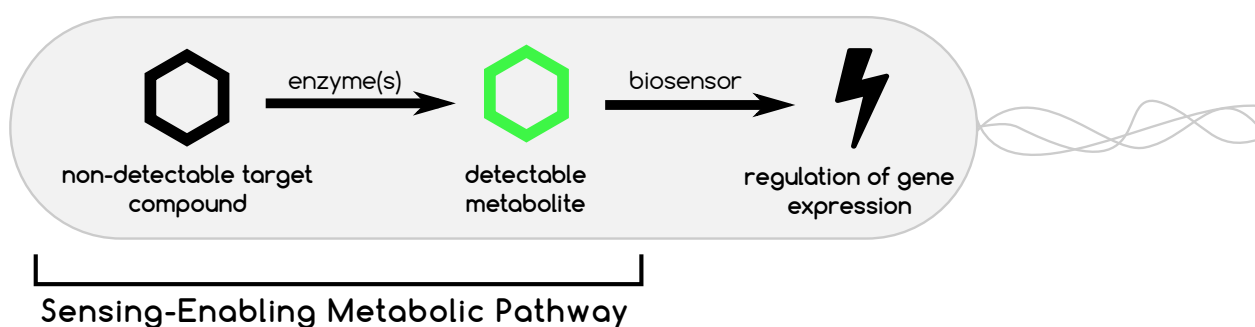 enzyme(s)
biosensor
non-detectable target
compound
detectable
metabolite
regulation of gene
expression
Sensing-Enabling Metabolic Pathway